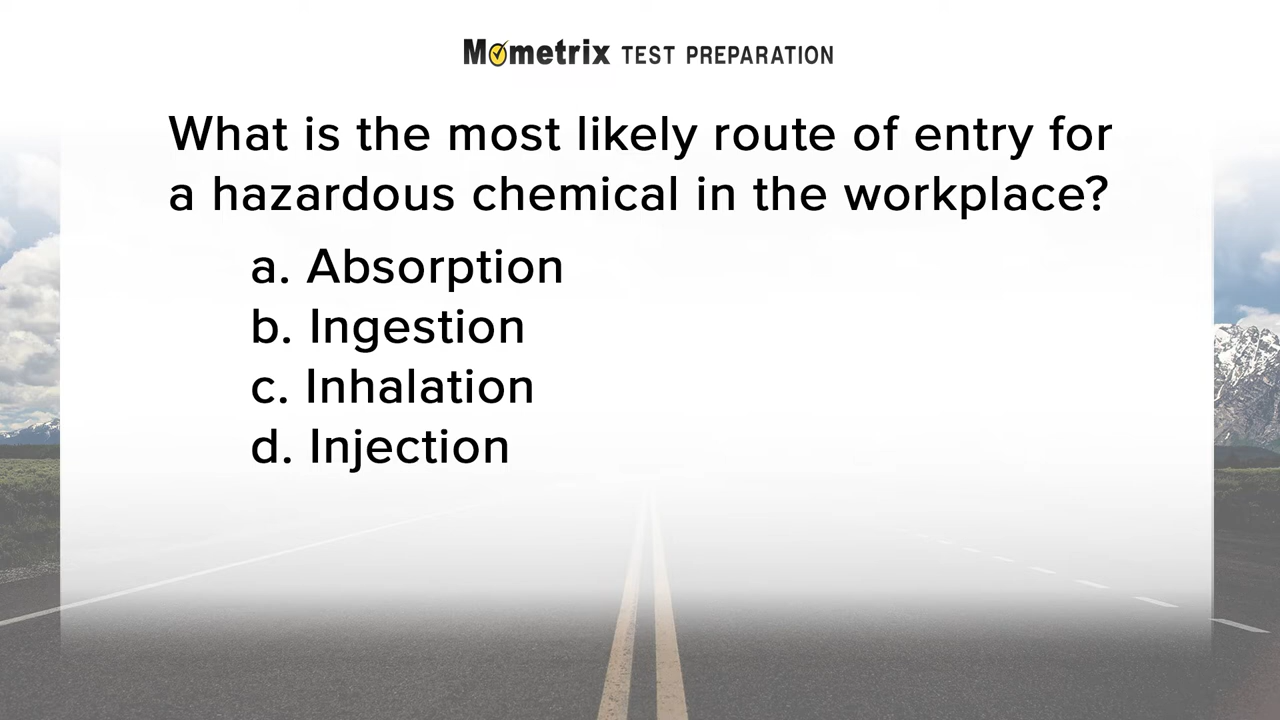 Mometrix TEST PREPARATION
What is the most likely route of entry for
a hazardous chemical in the workplace?
a. Absorption
b. Ingestion
c. Inhalation
d. Injection